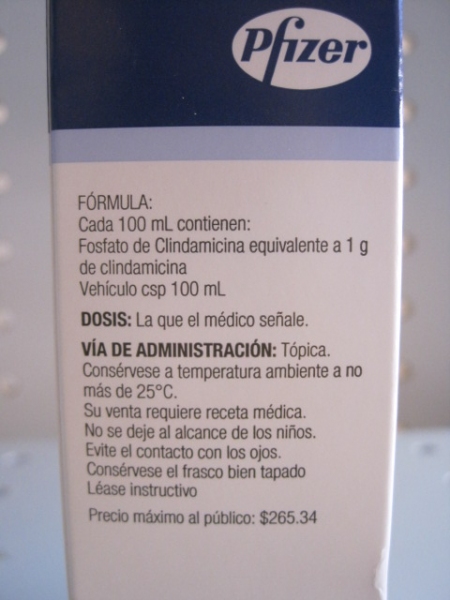 Pfizer
FÓRMULA:
Cada 100 mL contienen:
Fosfato de Clindamicina equivalente a 1 g
de clindamicina
Vehículo csp 100 mL
DOSIS: La que el médico señale.
VÍA DE ADMINISTRACIÓN: Tópica.
Consérvese a temperatura ambiente a no
más de 25°C.
Su venta requiere receta médica.
No se deje al alcance de los niños.
Evite el contacto con los ojos.
Consérvese el frasco bien tapado
Léase instructivo
Precio máximo al público: $265.34